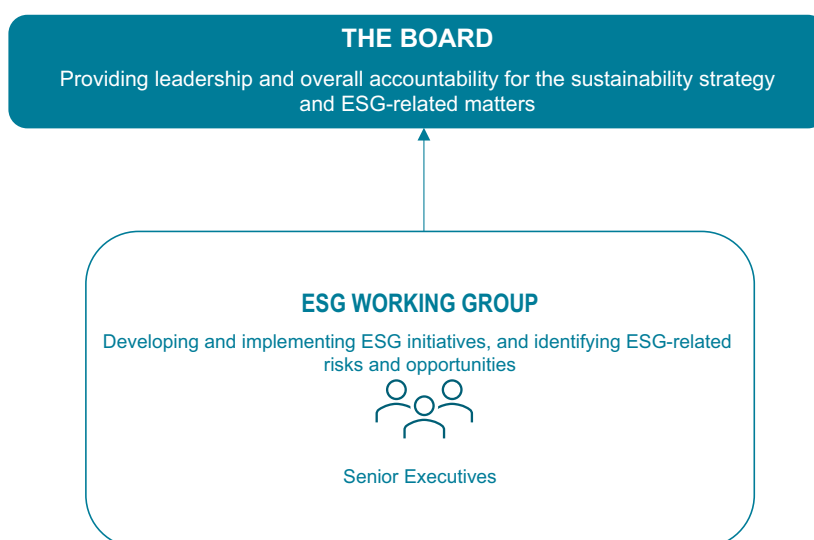 THE BOARD
Providing leadership and overall accountability for the sustainability strategy
and ESG-related matters
ESG WORKING GROUP
Developing and implementing ESG initiatives, and identifying ESG-related
risks and opportunities
Senior Executives